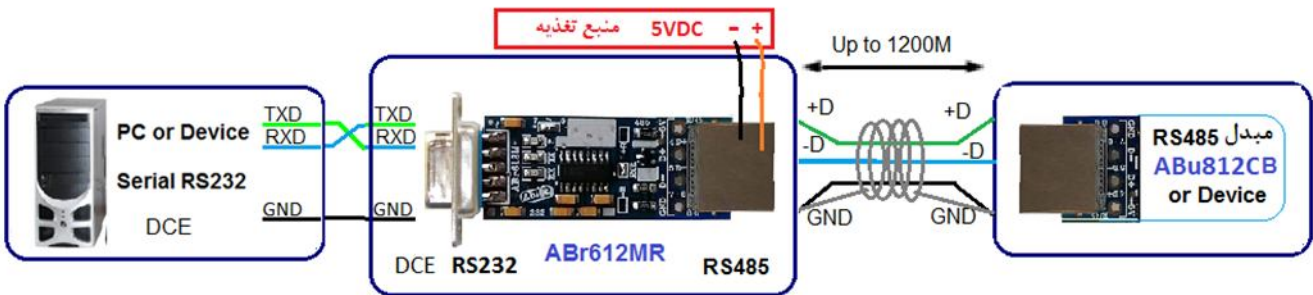 منبع تغذیه 5VDC - +
Up to 1200M
TXD
RXD
PC or Device
Serial RS232
GND
DCE
TXD
RXD
GND
DCE RS232
ABr612MR
RS485
+D
-D
GND
+D
-D
GND
مبدل RS485
ABu812CB
or Device